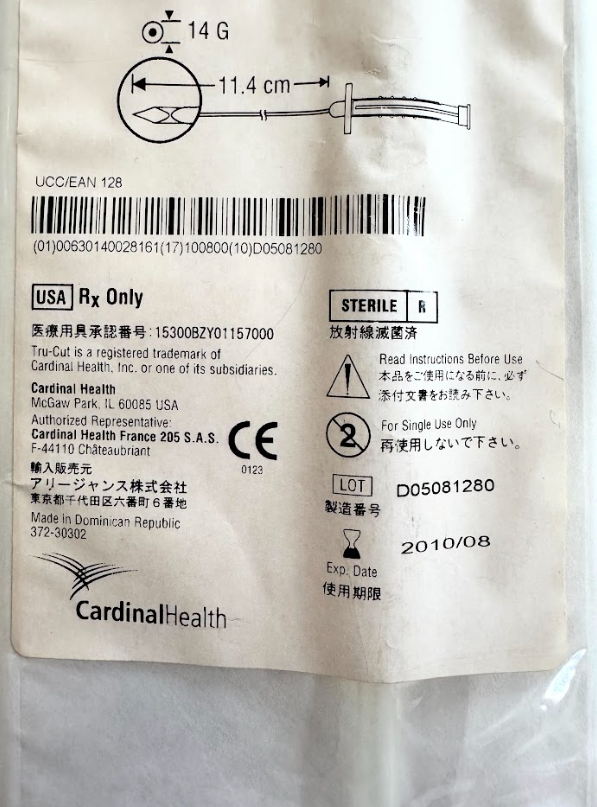 14 G
11.4 cm
UCC/EAN 128
(01)00630140028161(17)100800(10)D05081280
USA Rx Only
医療用具承認番号:15300BZY01157000
Tru-Cut is a registered trademark of
Cardinal Health, Inc. or one of its subsidiaries.
Cardinal Health
McGaw Park, IL 60085 USA
Authorized Representative:
Cardinal Health France 205 S.A.S.
F-44110 Châteaubriant
CE
0123
輸入販売元
アリージャンス株式会社
東京都千代田区六番町6番地
Made in Dominican Republic
372-30302
CardinalHealth
STERILE R
放射線滅菌済
Read Instructions Before Use
本品をご使用になる前に、必ず
添付文書をお読み下さい。
2
For Single Use Only
再使用しないで下さい。
LOT D05081280
製造番号
2010/08
Exp. Date
使用期限